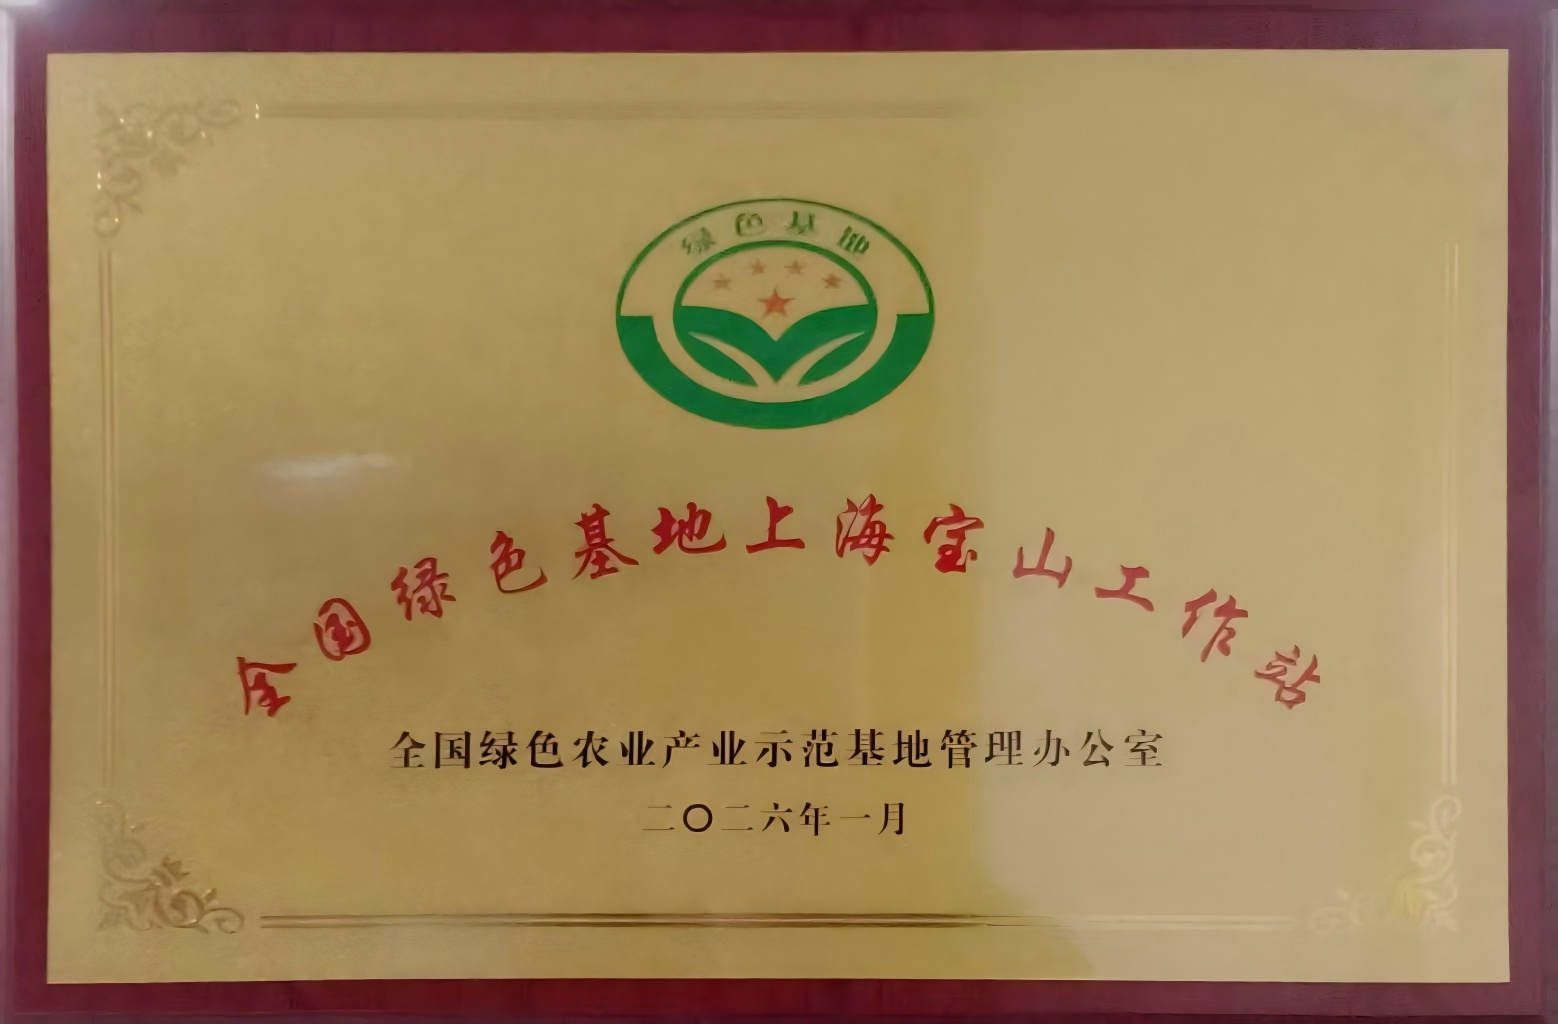 绿色基地
全国绿色基地上海宝山工作站
全国绿色农业产业示范基地管理办公室
二〇二六年一月